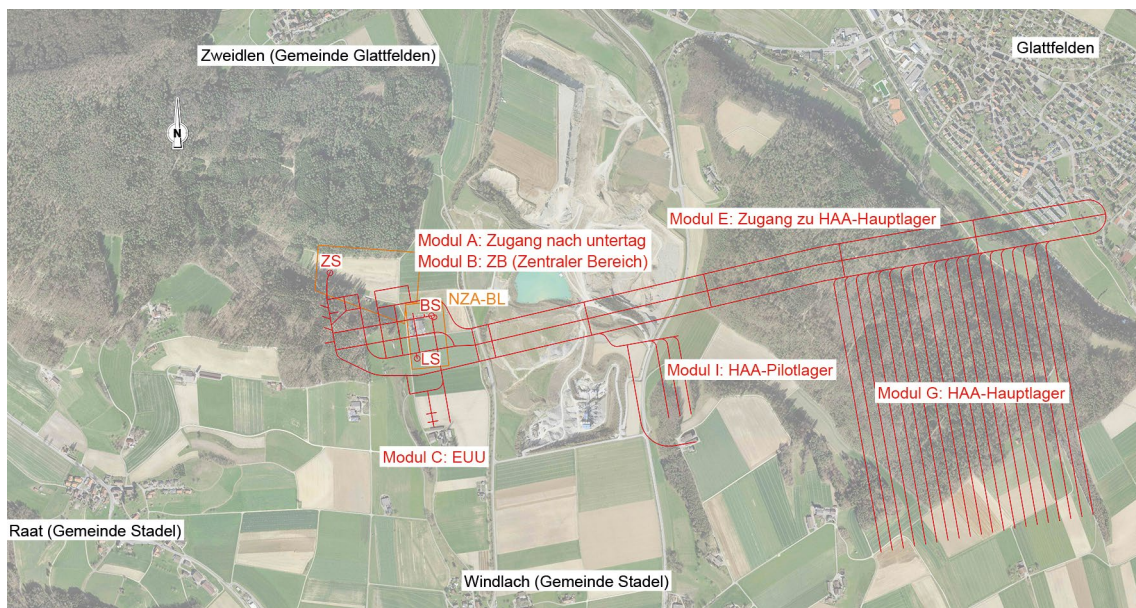 Zweidlen (Gemeinde Glattfelden)
Glattfelden
N
Modul E: Zugang zu HAA-Hauptlager
Modul A: Zugang nach untertag
Modul B: ZB (Zentraler Bereich)
ZS
NZA-BL
BS
LS
Modul I: HAA-Pilotlager
Modul G: HAA-Hauptlager
Modul C: EUU
Raat (Gemeinde Stadel)
Windlach (Gemeinde Stadel)